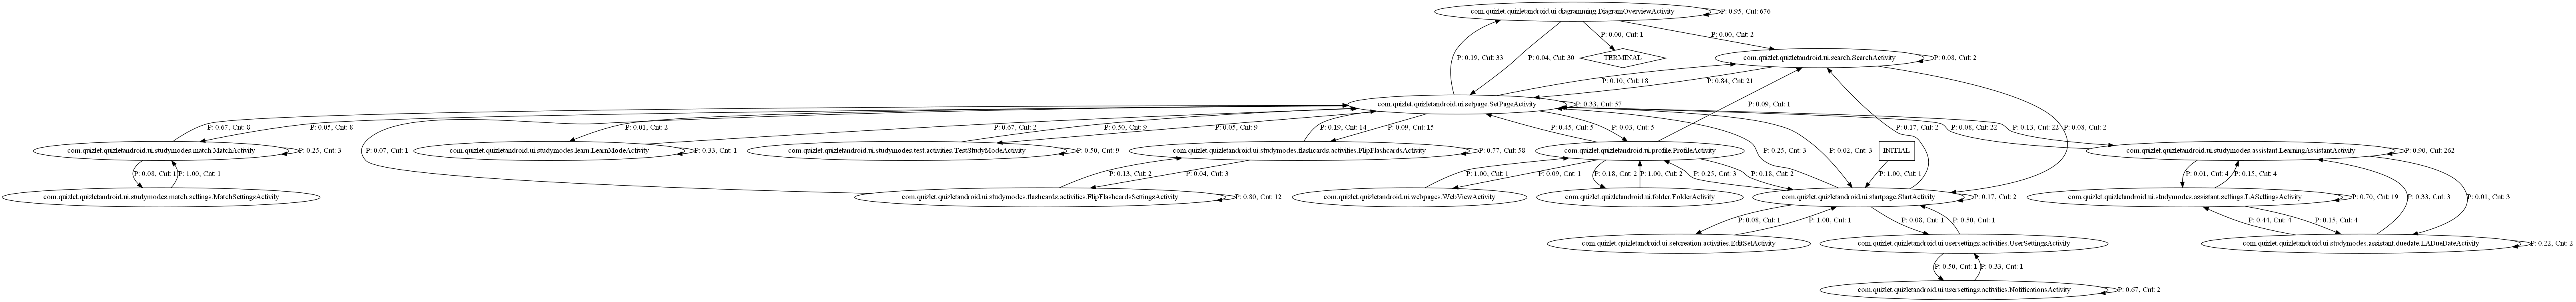 com.quizlet.quizletandroid.ui.diagramming.DiagramOverviewActivity
P: 0.95, Cnt: 676
P: 0.19, Cnt: 33
P: 0.04, Cnt: 30
P: 0.00, Cnt: 1
P: 0.00, Cnt: 2
TERMINAL
com.quizlet.quizletandroid.ui.search.SearchActivity
P: 0.08, Cnt: 2
P: 0.10, Cnt: 18
P: 0.84, Cnt: 21
com.quizlet.quizletandroid.ui.setpage.SetPageActivity
P: 0.33, Cnt: 57
P: 0.09, Cnt: 1
P: 0.67, Cnt: 8
P: 0.05, Cnt: 8
P: 0.07, Cnt: 1
P: 0.01, Cnt: 2
P: 0.67, Cnt: 2
P: 0.50, Cnt: 9
P: 0.05, Cnt: 9
P: 0.19, Cnt: 14
P: 0.09, Cnt: 15
P: 0.45, Cnt: 5
P: 0.03, Cnt: 5
P: 0.25, Cnt: 3
P: 0.02, Cnt: 3
P: 0.17, Cnt: 2
P: 0.08, Cnt: 2
P: 0.08, Cnt: 22
P: 0.13, Cnt: 22
com.quizlet.quizletandroid.ui.studymodes.match.MatchActivity
P: 0.25, Cnt: 3
com.quizlet.quizletandroid.ui.studymodes.learn.LearnModeActivity
P: 0.33, Cnt: 1
com.quizlet.quizletandroid.ui.studymodes.test.activities.TestStudyModeActivity
P: 0.50, Cnt: 9
com.quizlet.quizletandroid.ui.studymodes.flashcards.activities.FlipFlashcardsActivity
P: 0.77, Cnt: 58
com.quizlet.quizletandroid.ui.profile.ProfileActivity
INITIAL
com.quizlet.quizletandroid.ui.studymodes.assistant.LearningAssistantActivity
P: 0.90, Cnt: 262
P: 0.08, Cnt: 1
P: 1.00, Cnt: 1
P: 0.13, Cnt: 2
P: 0.04, Cnt: 3
P: 1.00, Cnt: 1
P: 0.09, Cnt: 1
P: 0.18, Cnt: 2
P: 1.00, Cnt: 2
P: 0.18, Cnt: 2
P: 0.25, Cnt: 3
P: 1.00, Cnt: 1
P: 0.01, Cnt: 4
P: 0.15, Cnt: 4
P: 0.33, Cnt: 3
P: 0.01, Cnt: 3
com.quizlet.quizletandroid.ui.studymodes.match.settings.MatchSettingsActivity
com.quizlet.quizletandroid.ui.studymodes.flashcards.activities.FlipFlashcardsSettingsActivity
P: 0.80, Cnt: 12
com.quizlet.quizletandroid.ui.webpages.WebViewActivity
com.quizlet.quizletandroid.ui.folder.FolderActivity
com.quizlet.quizletandroid.ui.startpage.StartActivity
P: 0.17, Cnt: 2
com.quizlet.quizletandroid.ui.studymodes.assistant.settings.LASettingsActivity
P: 0.70, Cnt: 19
P: 0.08, Cnt: 1
P: 1.00, Cnt: 1
P: 0.08, Cnt: 1
P: 0.50, Cnt: 1
P: 0.44, Cnt: 4
P: 0.15, Cnt: 4
com.quizlet.quizletandroid.ui.setcreation.activities.EditSetActivity
com.quizlet.quizletandroid.ui.usersettings.activities.UserSettingsActivity
com.quizlet.quizletandroid.ui.studymodes.assistant.duedate.LADueDateActivity
P: 0.22, Cnt: 2
P: 0.50, Cnt: 1
P: 0.33, Cnt: 1
com.quizlet.quizletandroid.ui.usersettings.activities.NotificationsActivity
P: 0.67, Cnt: 2